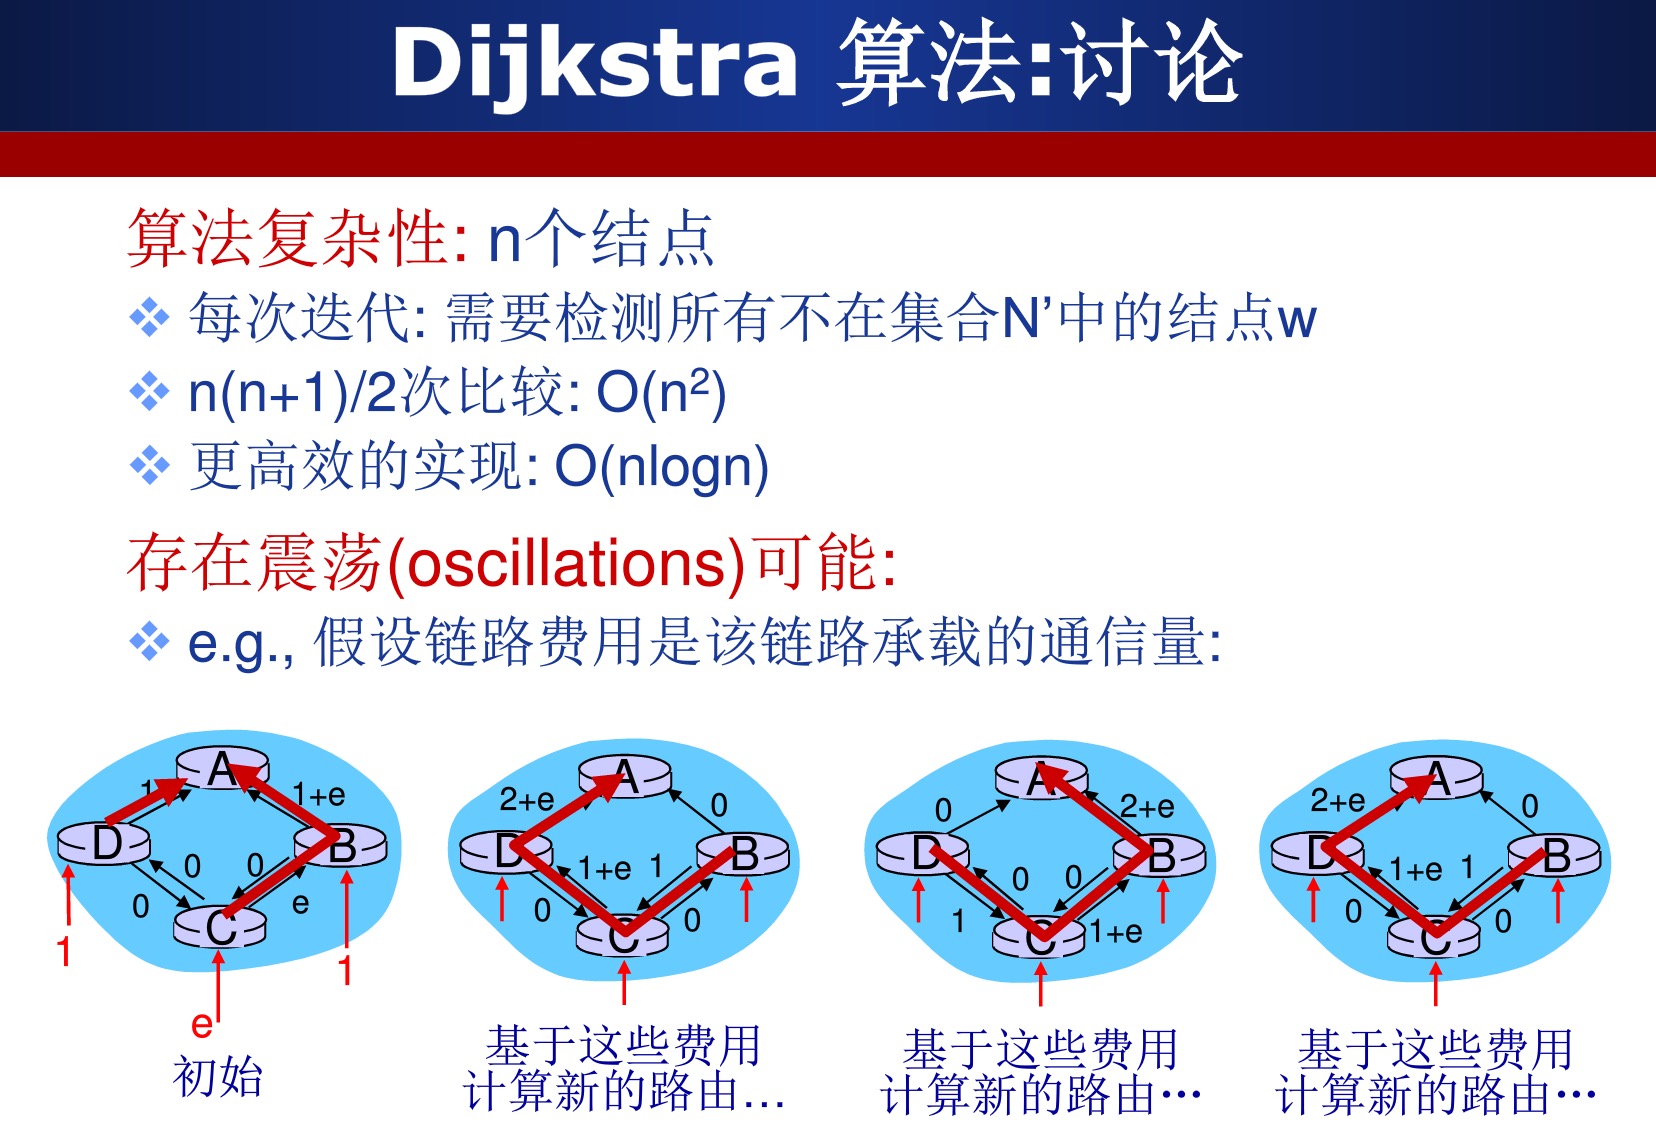 Dijkstra 算法:讨论
算法复杂性: n个结点
每次迭代: 需要检测所有不在集合N’中的结点w
n(n+1)/2次比较: O(n²)
更高效的实现: O(nlogn)
存在震荡(oscillations)可能:
e.g., 假设链路费用是该链路承载的通信量:
A
1
1+e
D
B
0
0
0
e
C
1
1
e
初始
A
2+e
0
D
B
1+e
1
0
0
C
基于这些费用
计算新的路由…
A
0
2+e
D
B
0
0
1
1+e
C
基于这些费用
计算新的路由…
A
2+e
0
D
B
1+e
1
0
0
C
基于这些费用
计算新的路由…